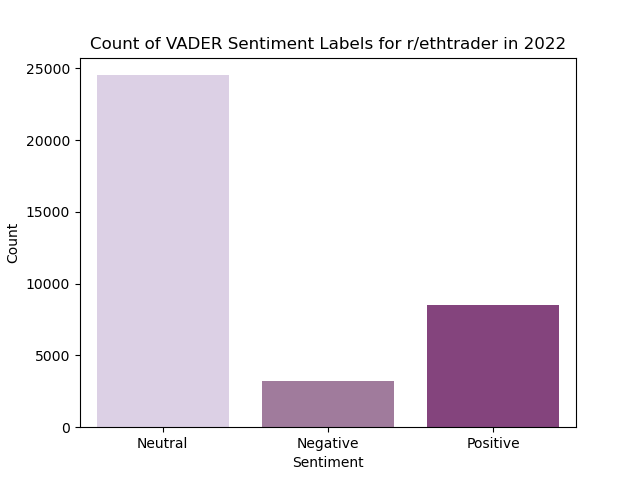 Count of VADER Sentiment Labels for r/ethtrader in 2022
25000
20000
15000
10000
5000
0
Count
Neutral
Negative
Positive
Sentiment